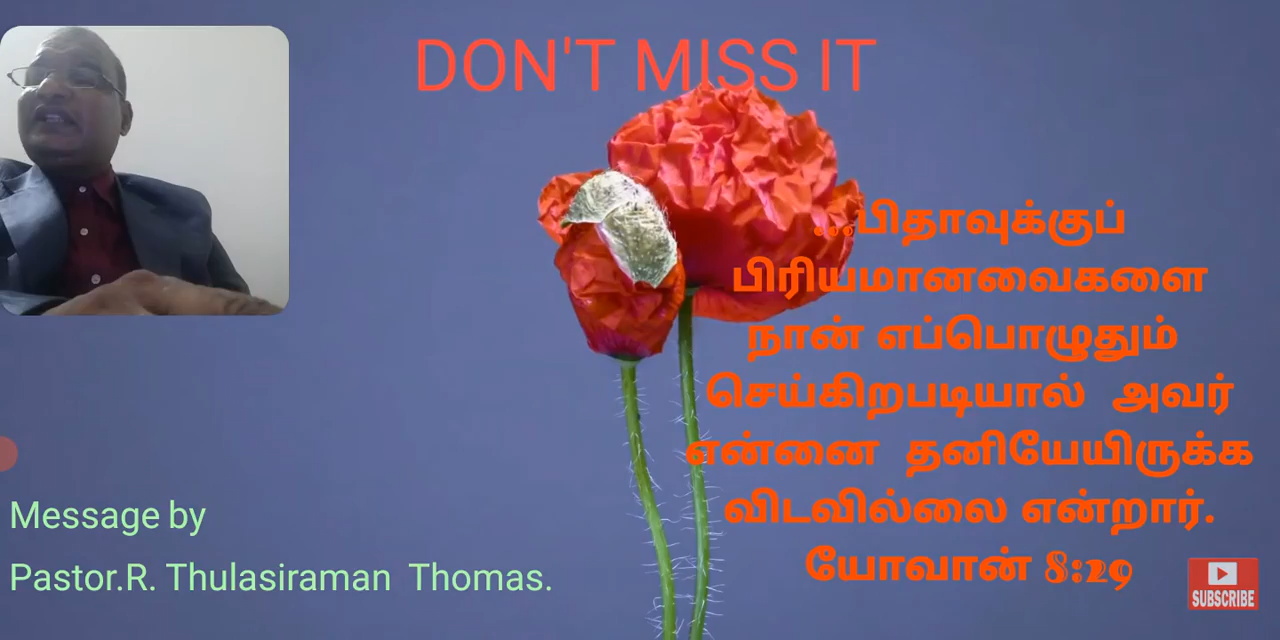 DON'T MISS IT
...பிதாவுக்குப்
பிரியமானவைகளை
நான் எப்பொழுதும்
செய்கிறபடியால் அவர்
என்னை தனியேயிருக்க
விடவில்லை என்றார்.
யோவான் 8:29
Message by
Pastor.R. Thulasiraman Thomas.
SUBSCRIBE